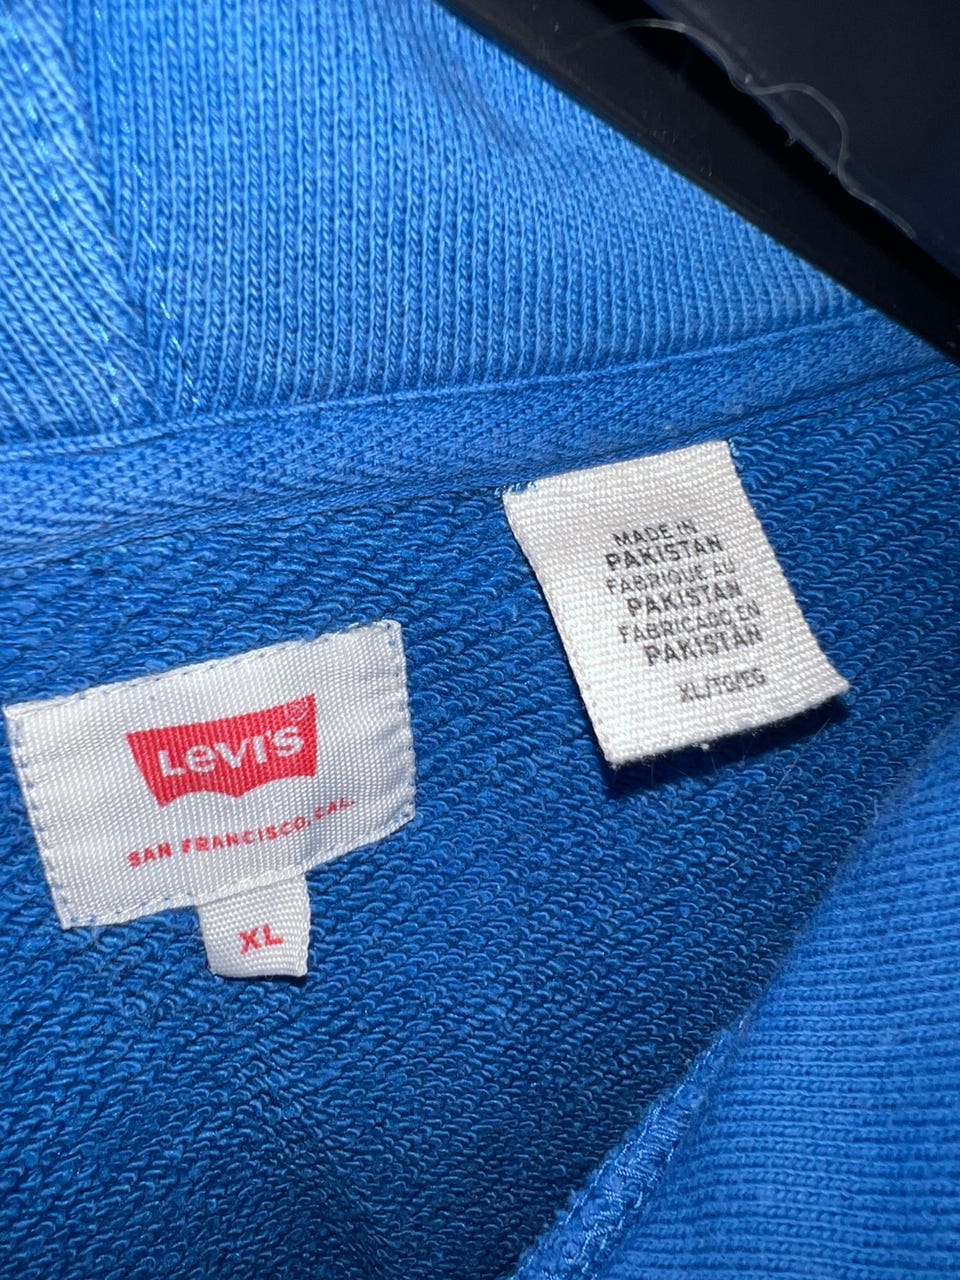 Levi's
SAN FRANCISCO, CAL.
XL
MADE IN
PAKISTAN
FABRIQUE AU
PAKISTAN
FABRICADO EN
PAKISTAN
XL/TG/EG